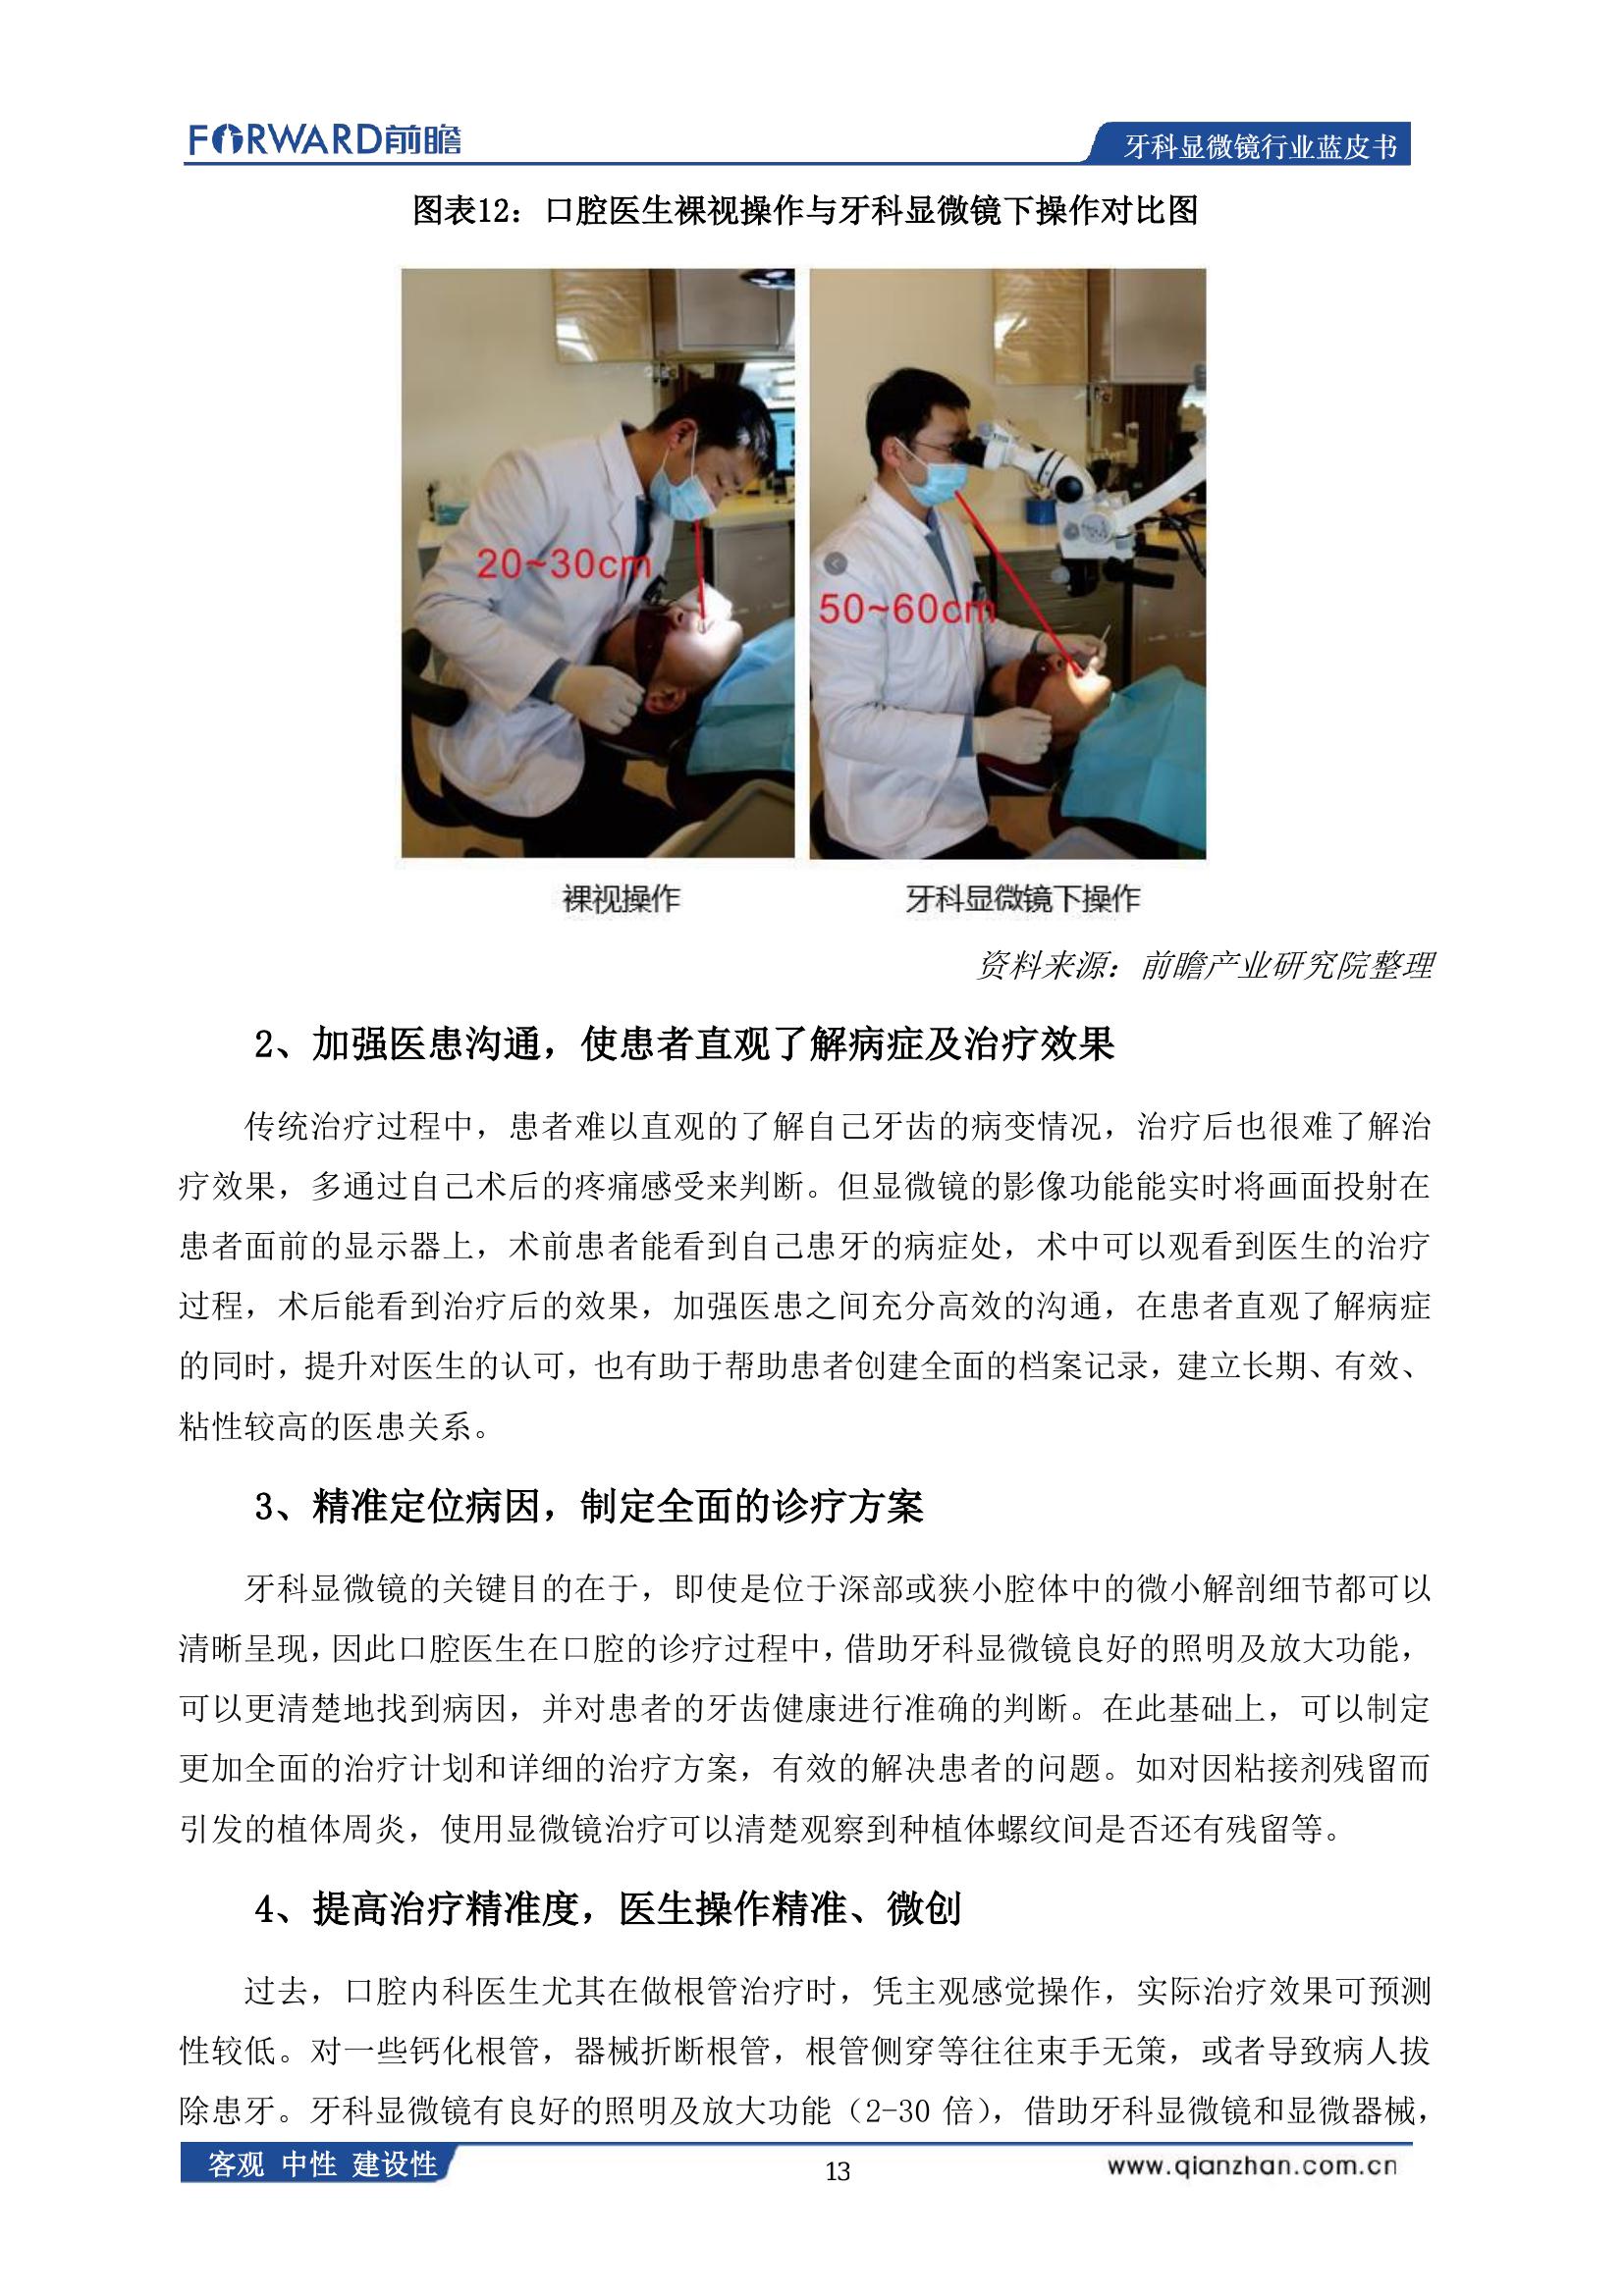 FORWARD前瞻
牙科显微镜行业蓝皮书
图表12：口腔医生裸视操作与牙科显微镜下操作对比图
20~30cm
50~60cm
裸视操作
牙科显微镜下操作
资料来源：前瞻产业研究院整理
2、加强医患沟通，使患者直观了解病症及治疗效果
传统治疗过程中，患者难以直观的了解自己牙齿的病变情况，治疗后也很难了解治
疗效果，多通过自己术后的疼痛感受来判断。但显微镜的影像功能能实时将画面投射在
患者面前的显示器上，术前患者能看到自己患牙的病症处，术中可以观看到医生的治疗
过程，术后能看到治疗后的效果，加强医患之间充分高效的沟通，在患者直观了解病症
的同时，提升对医生的认可，也有助于帮助患者创建全面的档案记录，建立长期、有效、
粘性较高的医患关系。
3、精准定位病因，制定全面的诊疗方案
牙科显微镜的关键目的在于，即使是位于深部或狭小腔体中的微小解剖细节都可以
清晰呈现，因此口腔医生在口腔的诊疗过程中，借助牙科显微镜良好的照明及放大功能，
可以更清楚地找到病因，并对患者的牙齿健康进行准确的判断。在此基础上，可以制定
更加全面的治疗计划和详细的治疗方案，有效的解决患者的问题。如对因粘接剂残留而
引发的植体周炎，使用显微镜治疗可以清楚观察到种植体螺纹间是否还有残留等。
4、提高治疗精准度，医生操作精准、微创
过去，口腔内科医生尤其在做根管治疗时，凭主观感觉操作，实际治疗效果可预测
性较低。对一些钙化根管，器械折断根管，根管侧穿等往往束手无策，或者导致病人拔
除患牙。牙科显微镜有良好的照明及放大功能（2-30 倍），借助牙科显微镜和显微器械，
客观 中性 建设性
13
www.qianzhan.com.cn